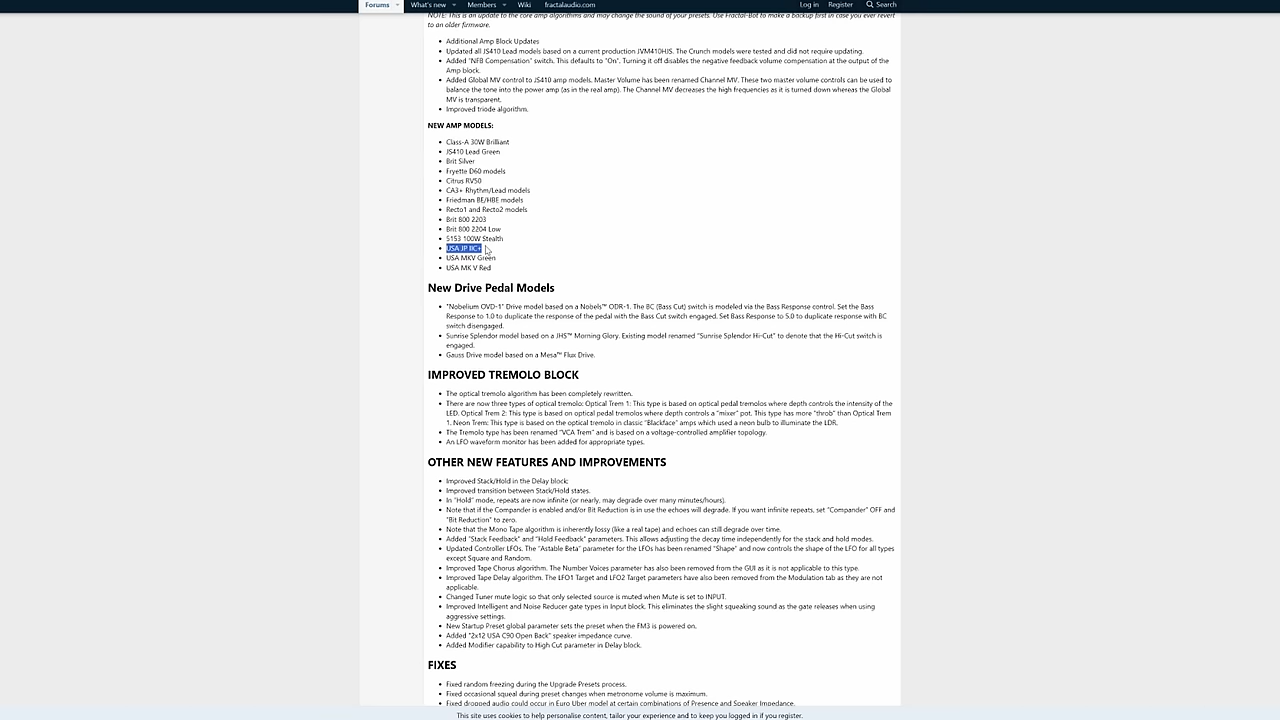 Forums What's new Members Wiki fractalaudio.com Log in Register Search
NOTE: This is an update to the core amp algorithms and may change the sound of your presets. Use Fractal-Bot to make a backup first in case you ever revert
to an older firmware.
Additional Amp Block Updates
Updated all JS410 Lead models based on a current production JVM410HJS. The Crunch models were tested and did not require updating.
Added "NFB Compensation" switch. This defaults to "On". Turning it off disables the negative feedback volume compensation at the output of the
Amp block.
Added Global MV control to JS410 amp models. Master Volume has been renamed Channel MV. These two master volume controls can be used to
balance the tone into the power amp (as in the real amp). The Channel MV decreases the high frequencies as it is turned down whereas the Global
MV is transparent.
Improved triode algorithm.
NEW AMP MODELS:
Class-A 30W Brilliant
JS410 Lead Green
Brit Silver
Fryette D60 models
Citrus RV50
CA3+ Rhythm/Lead models
Friedman BE/HBE models
Recto1 and Recto2 models
Brit 800 2203
Brit 800 2204 Low
5153 100W Stealth
USA JP IIC+
USA MKV Green
USA MK V Red
New Drive Pedal Models
"Nobelium OVD-1" Drive model based on a Nobels™ ODR-1. The BC (Bass Cut) switch is modeled via the Bass Response control. Set the Bass
Response to 1.0 to duplicate the response of the pedal with the Bass Cut switch engaged. Set Bass Response to 5.0 to duplicate response with BC
switch disengaged.
Sunrise Splendor model based on a JHS™ Morning Glory. Existing model renamed "Sunrise Splendor Hi-Cut" to denote that the Hi-Cut switch is
engaged.
Gauss Drive model based on a Mesa™ Flux Drive.
IMPROVED TREMOLO BLOCK
The optical tremolo algorithm has been completely rewritten.
There are now three types of optical tremolo: Optical Trem 1: This type is based on optical pedal tremolos where depth controls the intensity of the
LED. Optical Trem 2: This type is based on optical pedal tremolos where depth controls a "mixer" pot. This type has more "throb" than Optical Trem
1. Neon Trem: This type is based on the optical tremolo in classic "Blackface" amps which used a neon bulb to illuminate the LDR.
The Tremolo type has been renamed "VCA Trem" and is based on a voltage-controlled amplifier topology.
An LFO waveform monitor has been added for appropriate types.
OTHER NEW FEATURES AND IMPROVEMENTS
Improved Stack/Hold in the Delay block:
Improved transition between Stack/Hold states.
In "Hold" mode, repeats are now infinite (or nearly, may degrade over many minutes/hours).
Note that if the Compander is enabled and/or Bit Reduction is in use the echoes will degrade. If you want infinite repeats, set "Compander" OFF and
"Bit Reduction" to zero.
Note that the Mono Tape algorithm is inherently lossy (like a real tape) and echoes can still degrade over time.
Added "Stack Feedback" and "Hold Feedback" parameters. This allows adjusting the decay time independently for the stack and hold modes.
Updated Controller LFOs. The "Astable Beta" parameter for the LFOs has been renamed "Shape" and now controls the shape of the LFO for all types
except Square and Random.
Improved Tape Chorus algorithm. The Number Voices parameter has also been removed from the GUI as it is not applicable to this type.
Improved Tape Delay algorithm. The LFO1 Target and LFO2 Target parameters have also been removed from the Modulation tab as they are not
applicable.
Changed Tuner mute logic so that only selected source is muted when Mute is set to INPUT.
Improved Intelligent and Noise Reducer gate types in Input block. This eliminates the slight squeaking sound as the gate releases when using
aggressive settings.
New Startup Preset global parameter sets the preset when the FM3 is powered on.
Added "2x12 USA C90 Open Back" speaker impedance curve.
Added Modifier capability to High Cut parameter in Delay block.
FIXES
Fixed random freezing during the Upgrade Presets process.
Fixed occasional squeal during preset changes when metronome volume is maximum.
Fixed dropped audio could occur in Euro Uber model at certain combinations of Presence and Speaker Impedance.
This site uses cookies to help personalise content, tailor your experience and to keep you logged in if you register.